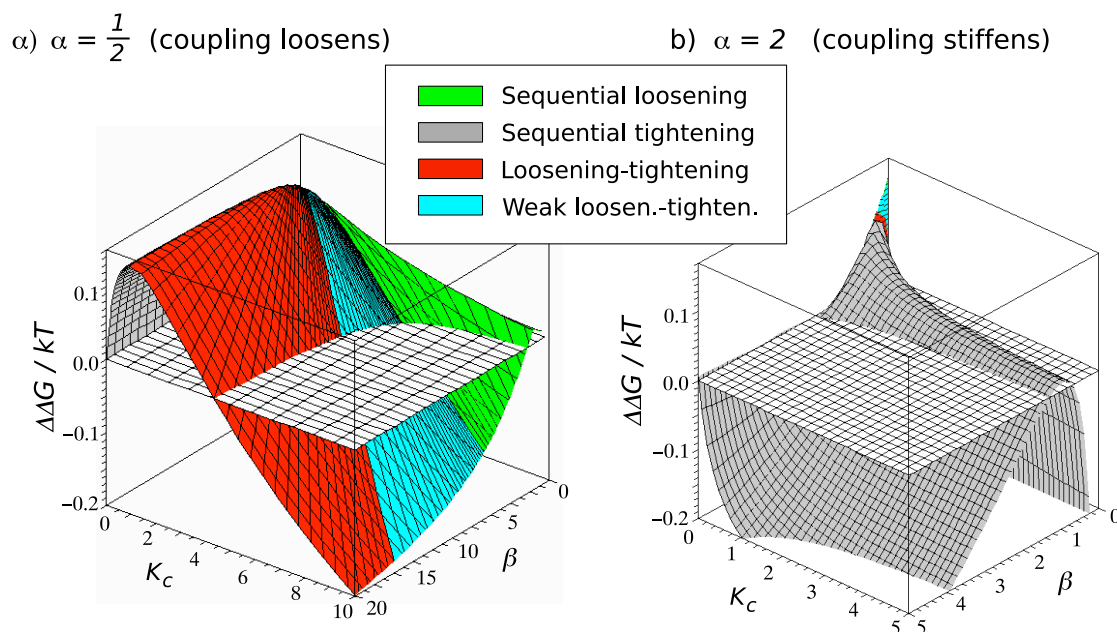 α) α = 1/2 (coupling loosens)
b) α = 2 (coupling stiffens)
Sequential loosening
Sequential tightening
Loosening-tightening
Weak loosen.-tighten.
ΔΔG / kT
0.1
0.0
−0.1
−0.2
0
2
4
6
8
10
K_c
20
15
10
5
0
β
ΔΔG / kT
0.1
0.0
−0.1
−0.2
0
1
2
3
4
5
K_c
5
4
3
2
1
0
β